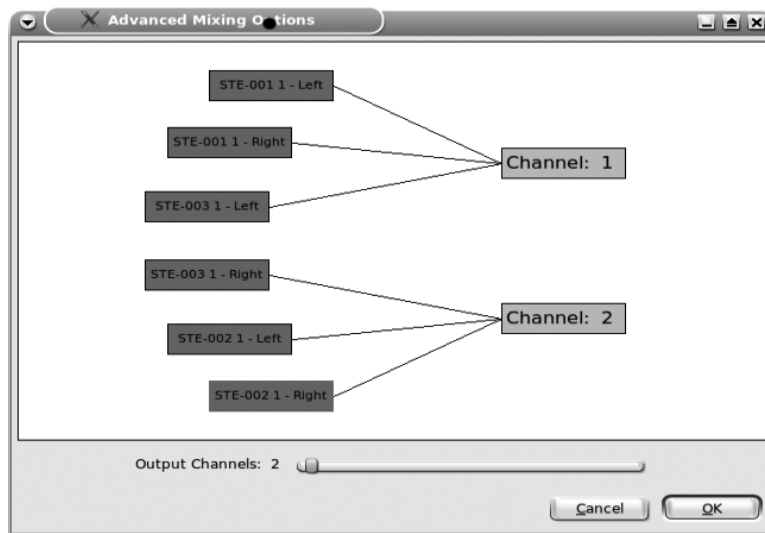 Advanced Mixing Options
STE-001 1 - Left
STE-001 1 - Right
STE-003 1 - Left
Channel: 1
STE-003 1 - Right
STE-002 1 - Left
STE-002 1 - Right
Channel: 2
Output Channels: 2
Cancel
OK